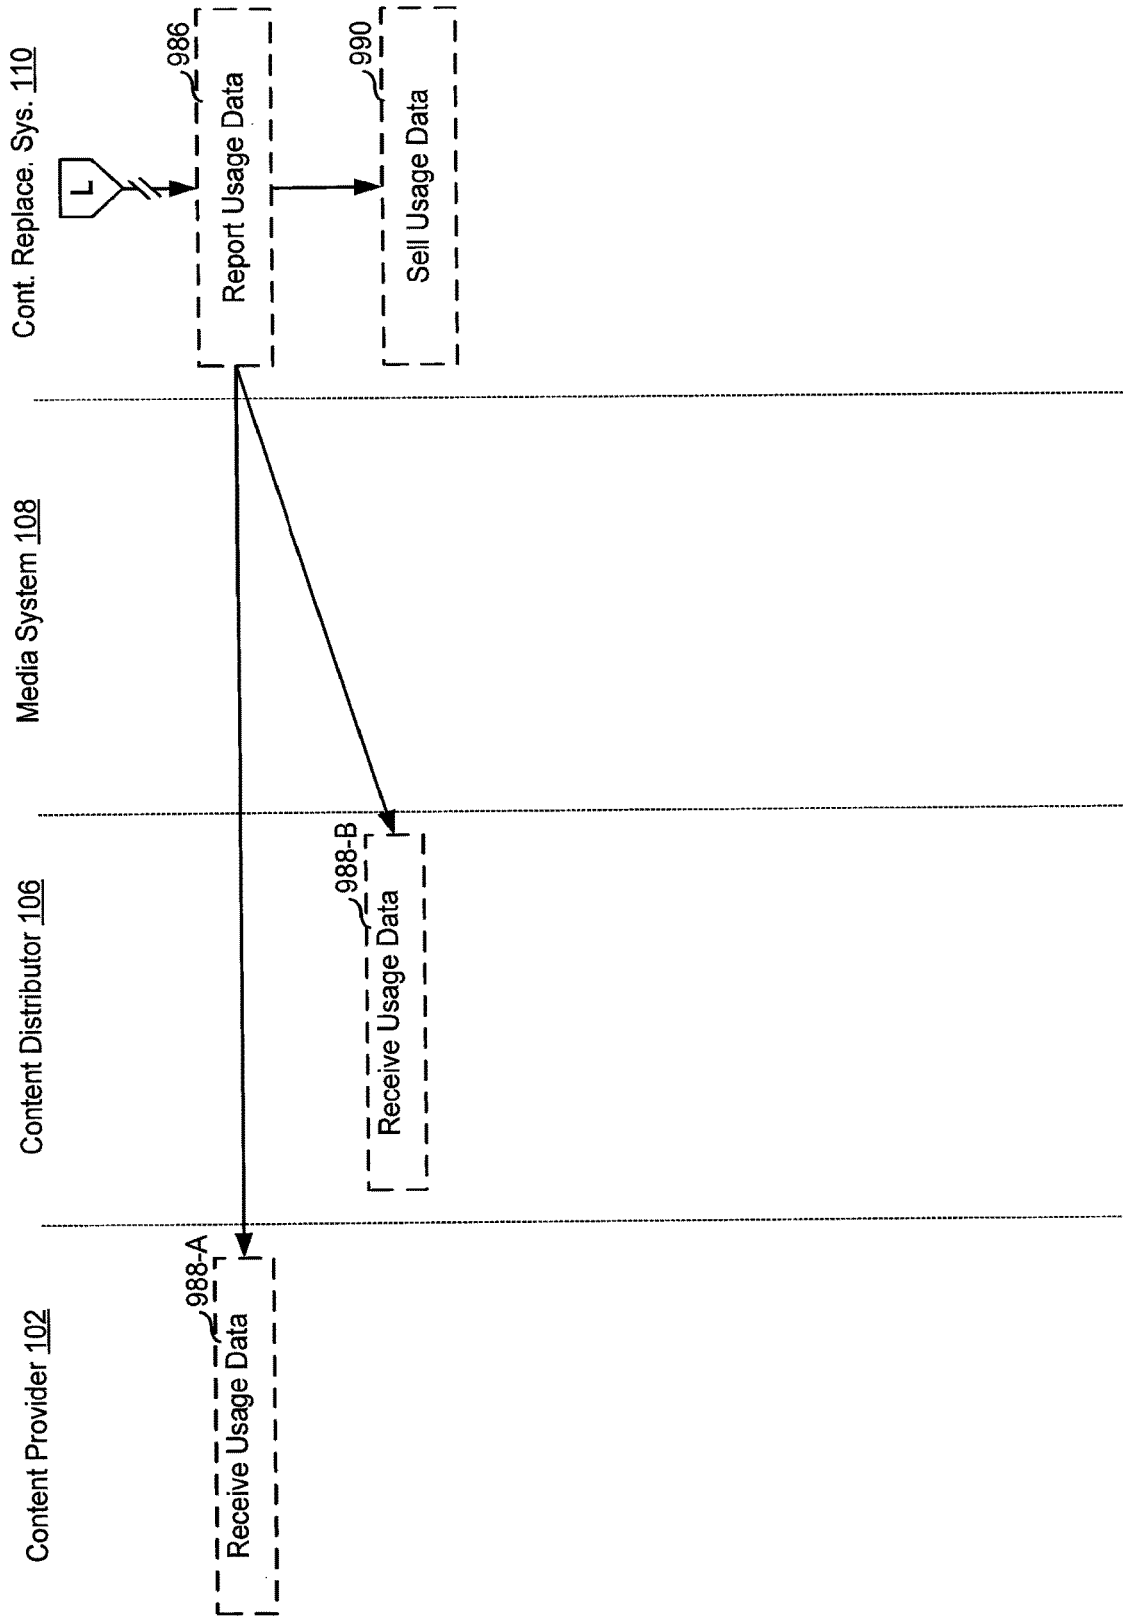 Content Provider 102
Content Distributor 106
Media System 108
Cont. Replace. Sys. 110
L
986
Report Usage Data
988-A
Receive Usage Data
988-B
Receive Usage Data
990
Sell Usage Data